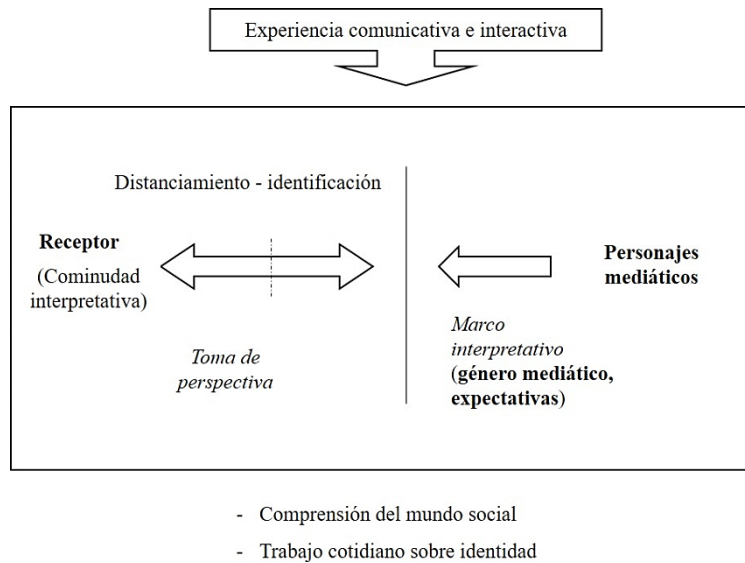 Experiencia comunicativa e interactiva
Distanciamiento - identificación
Receptor
(Cominudad
interpretativa)
Toma de
perspectiva
Personajes
mediáticos
Marco
interpretativo
(género mediático,
expectativas)
- Comprensión del mundo social
- Trabajo cotidiano sobre identidad